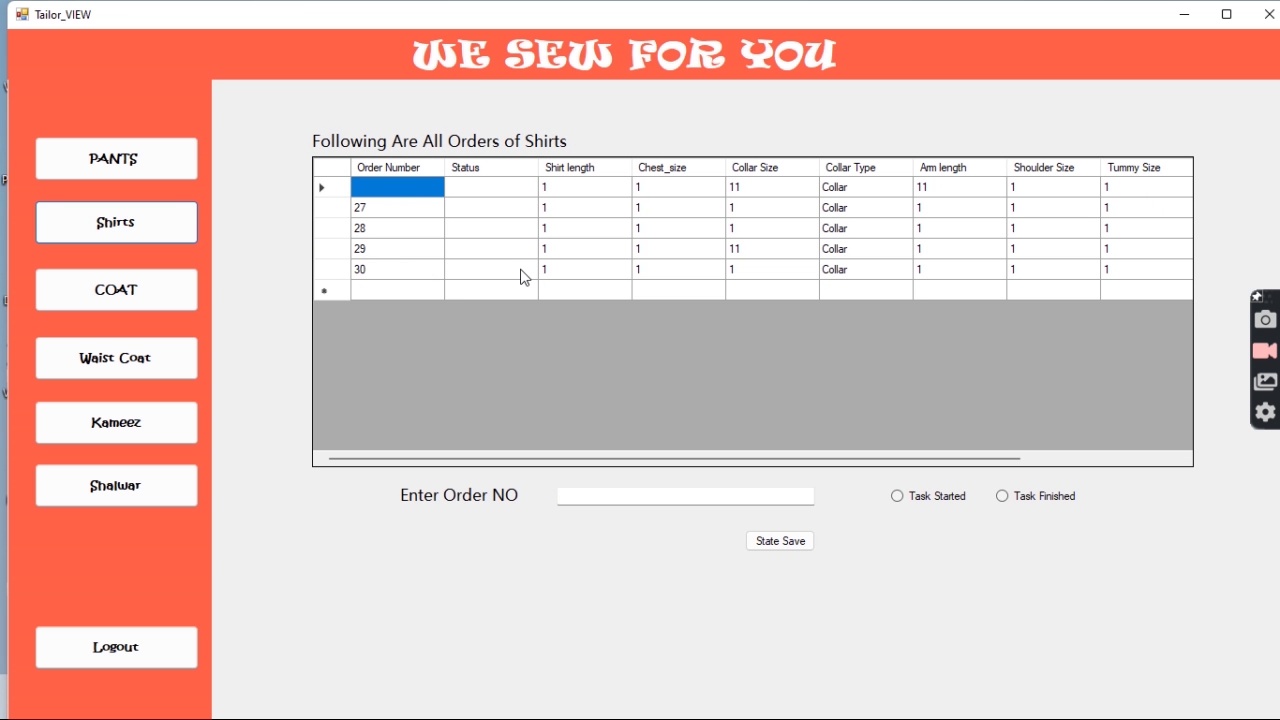 Tailor_VIEW
WE SEW FOR YOU
PANTS
Shirts
COAT
Waist Coat
Kameez
Shalwar
Logout
Following Are All Orders of Shirts
Order Number Status Shirt length Chest_size Collar Size Collar Type Arm length Shoulder Size Tummy Size
1 1 11 Collar 11 1 1
27 1 1 1 Collar 1 1 1
28 1 1 1 Collar 1 1 1
29 1 1 11 Collar 1 1 1
30 1 1 1 Collar 1 1 1
Enter Order NO Task Started Task Finished
State Save